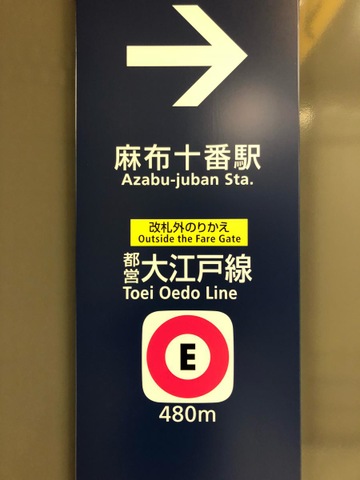 麻布十番駅
Azabu-juban Sta.
改札外のりかえ
Outside the Fare Gate
都営大江戸線
Toei Oedo Line
E
480m